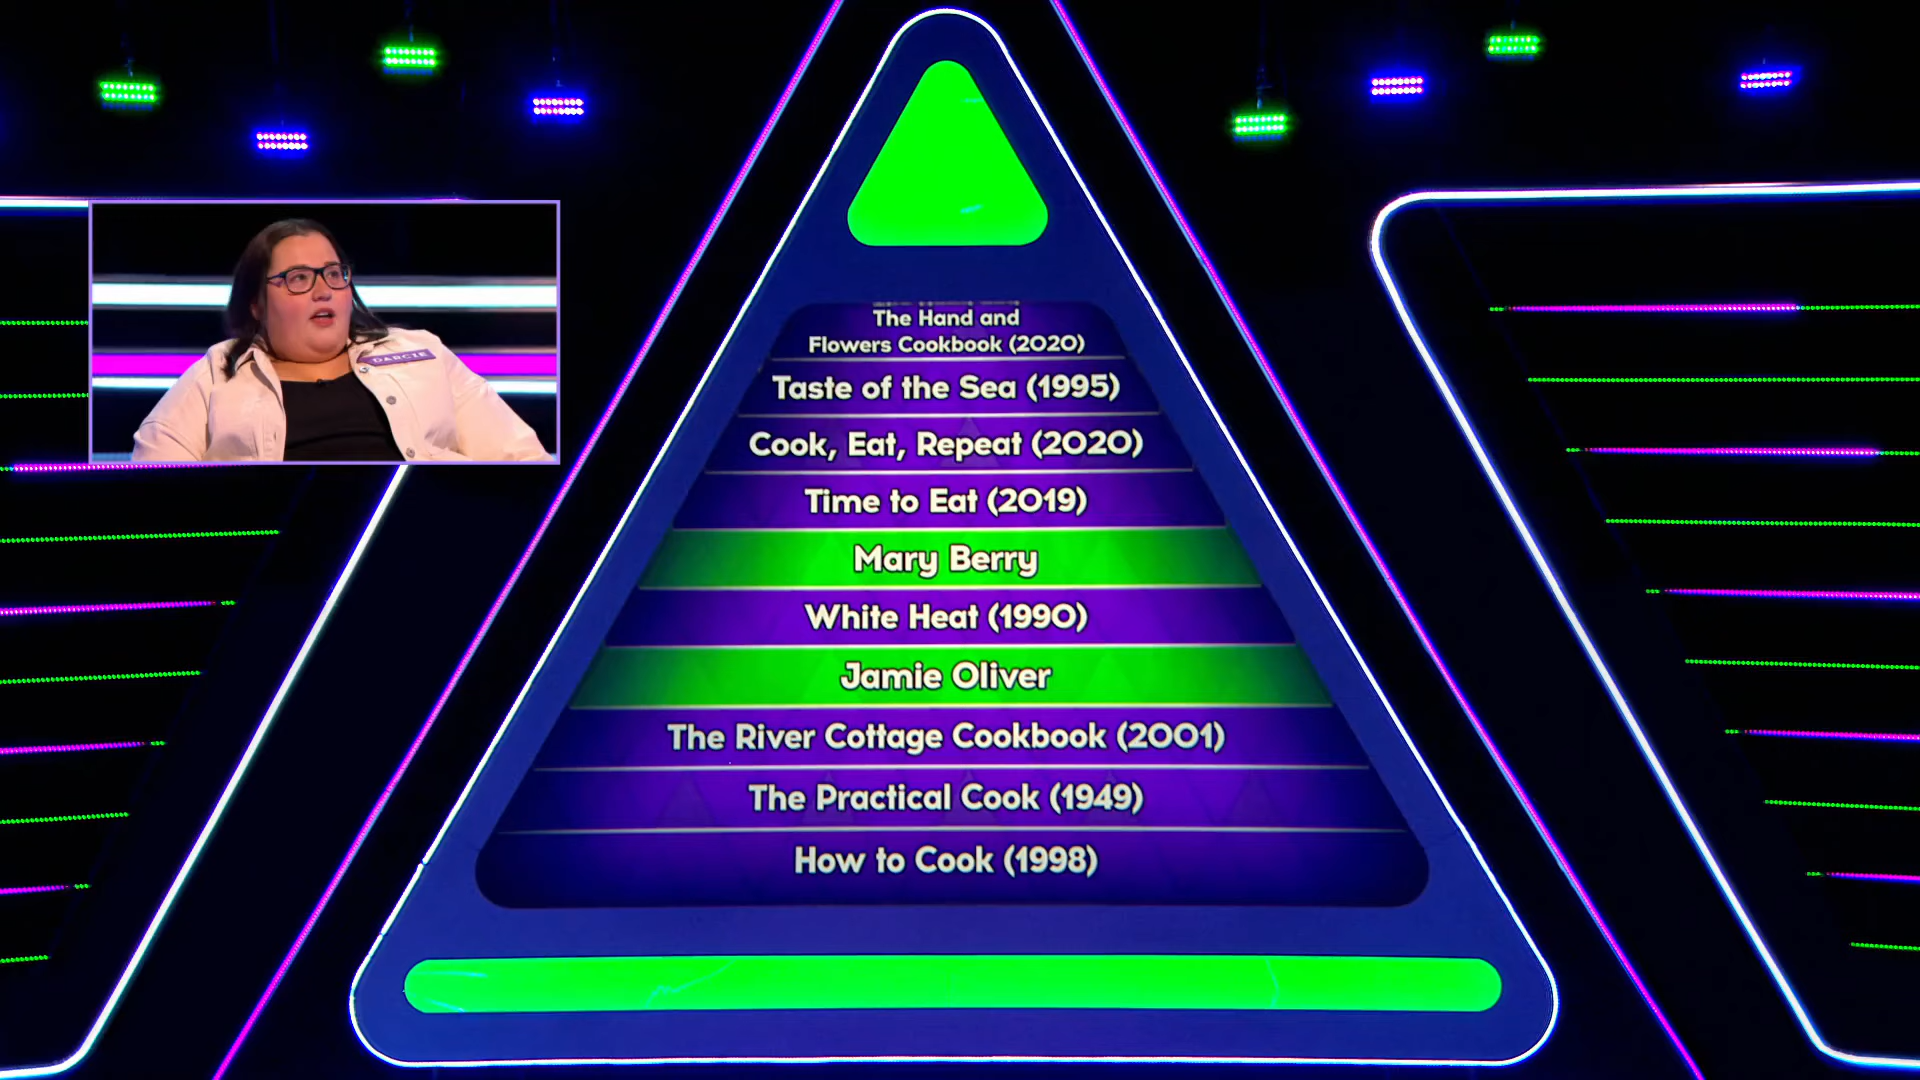 DARCIE
The Hand and
Flowers Cookbook (2020)
Taste of the Sea (1995)
Cook, Eat, Repeat (2020)
Time to Eat (2019)
Mary Berry
White Heat (1990)
Jamie Oliver
The River Cottage Cookbook (2001)
The Practical Cook (1949)
How to Cook (1998)